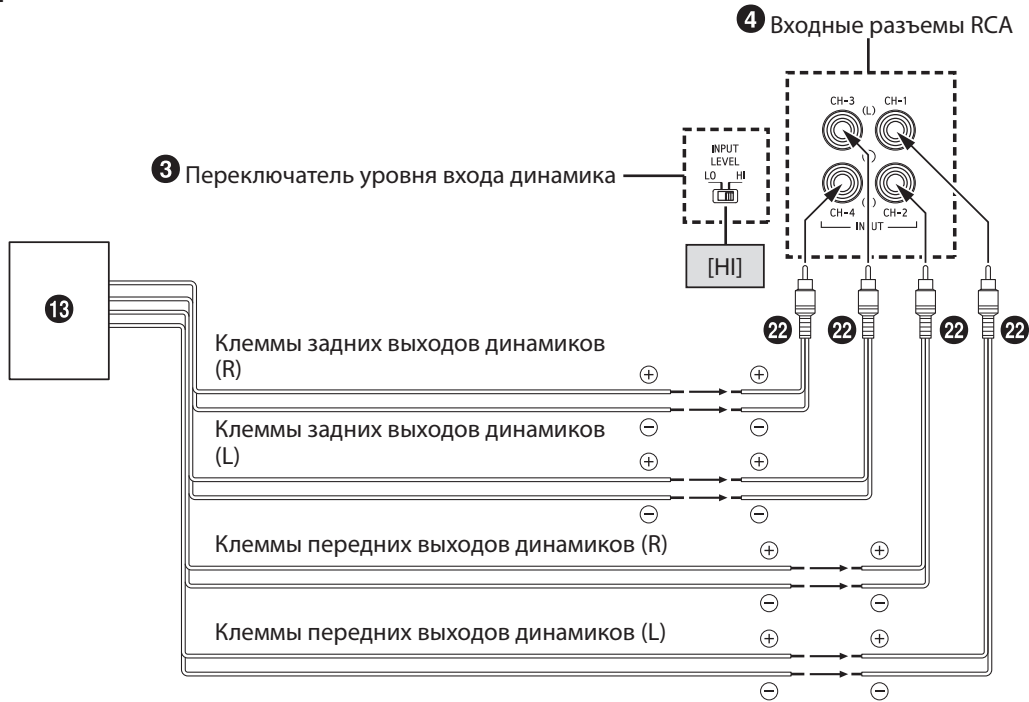 4 Входные разъемы RCA
CH-3 (L) CH-1
INPUT
LEVEL
LO HI
3 Переключатель уровня входа динамика
CH-4 CH-2
[HI]
13
22 22 22 22
Клеммы задних выходов динамиков
(R)
⊕ ⊕
⊖ ⊖
Клеммы задних выходов динамиков
(L)
⊕ ⊕
⊖ ⊖
Клеммы передних выходов динамиков (R)
⊕ ⊕
⊖ ⊖
Клеммы передних выходов динамиков (L)
⊕ ⊕
⊖ ⊖